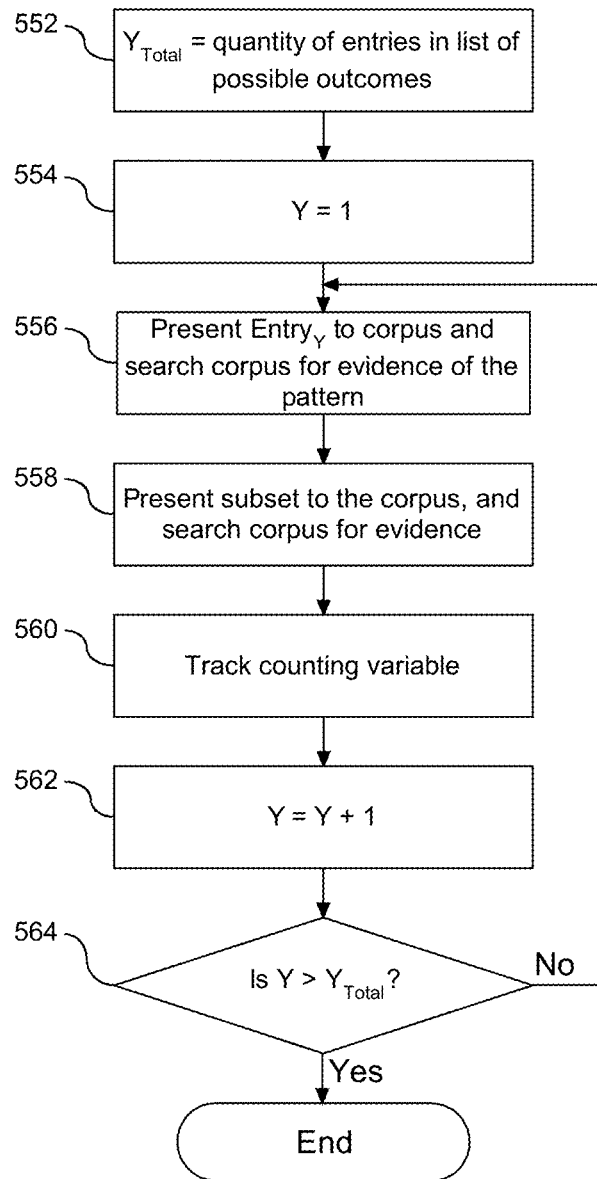 552
Y_Total = quantity of entries in list of
possible outcomes
554
Y = 1
556
Present Entry_Y to corpus and
search corpus for evidence of the
pattern
558
Present subset to the corpus, and
search corpus for evidence
560
Track counting variable
562
Y = Y + 1
564
Is Y > Y_Total?
No
Yes
End